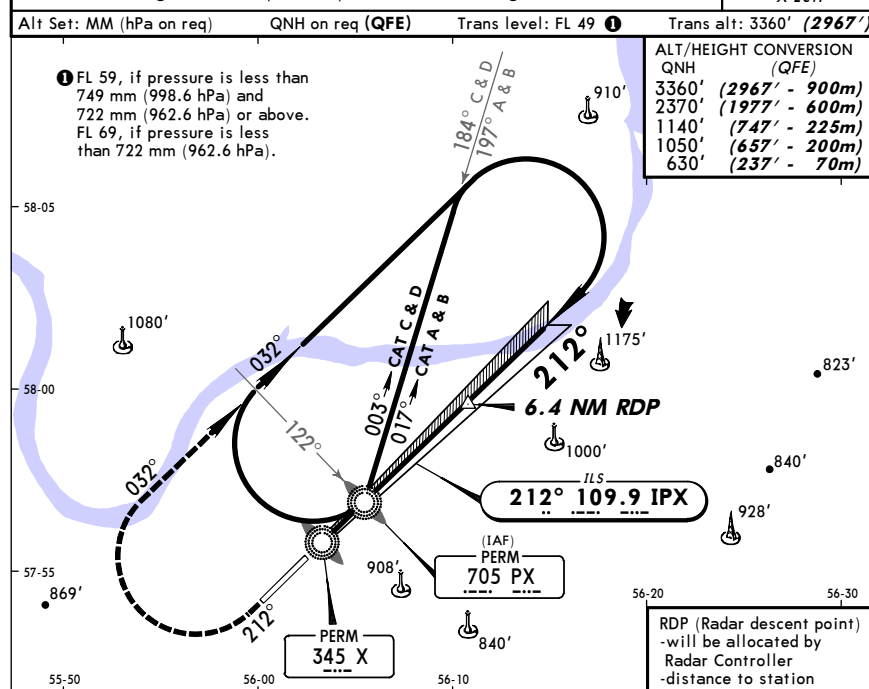 X 2017
Alt Set: MM (hPa on req) QNH on req (QFE) Trans level: FL 49 ❶ Trans alt: 3360' (2967')
❶ FL 59, if pressure is less than
749 mm (998.6 hPa) and
722 mm (962.6 hPa) or above.
FL 69, if pressure is less
than 722 mm (962.6 hPa).
ALT/HEIGHT CONVERSION
QNH (QFE)
3360' (2967' - 900m)
2370' (1977' - 600m)
1140' (747' - 225m)
1050' (657' - 200m)
630' (237' - 70m)
184° C & D
197° A & B
910'
58-05
1080'
032°
003° CAT C & D
017° CAT A & B
212°
1175'
823'
58-00
6.4 NM RDP
122°
1000'
840'
032°
ILS
212° 109.9 IPX
928'
(IAF)
PERM
705 PX
58-55
57-55
908'
869'
212°
PERM
345 X
840'
56-20
56-30
RDP (Radar descent point)
-will be allocated by
Radar Controller
-distance to station
55-50
56-00
56-10